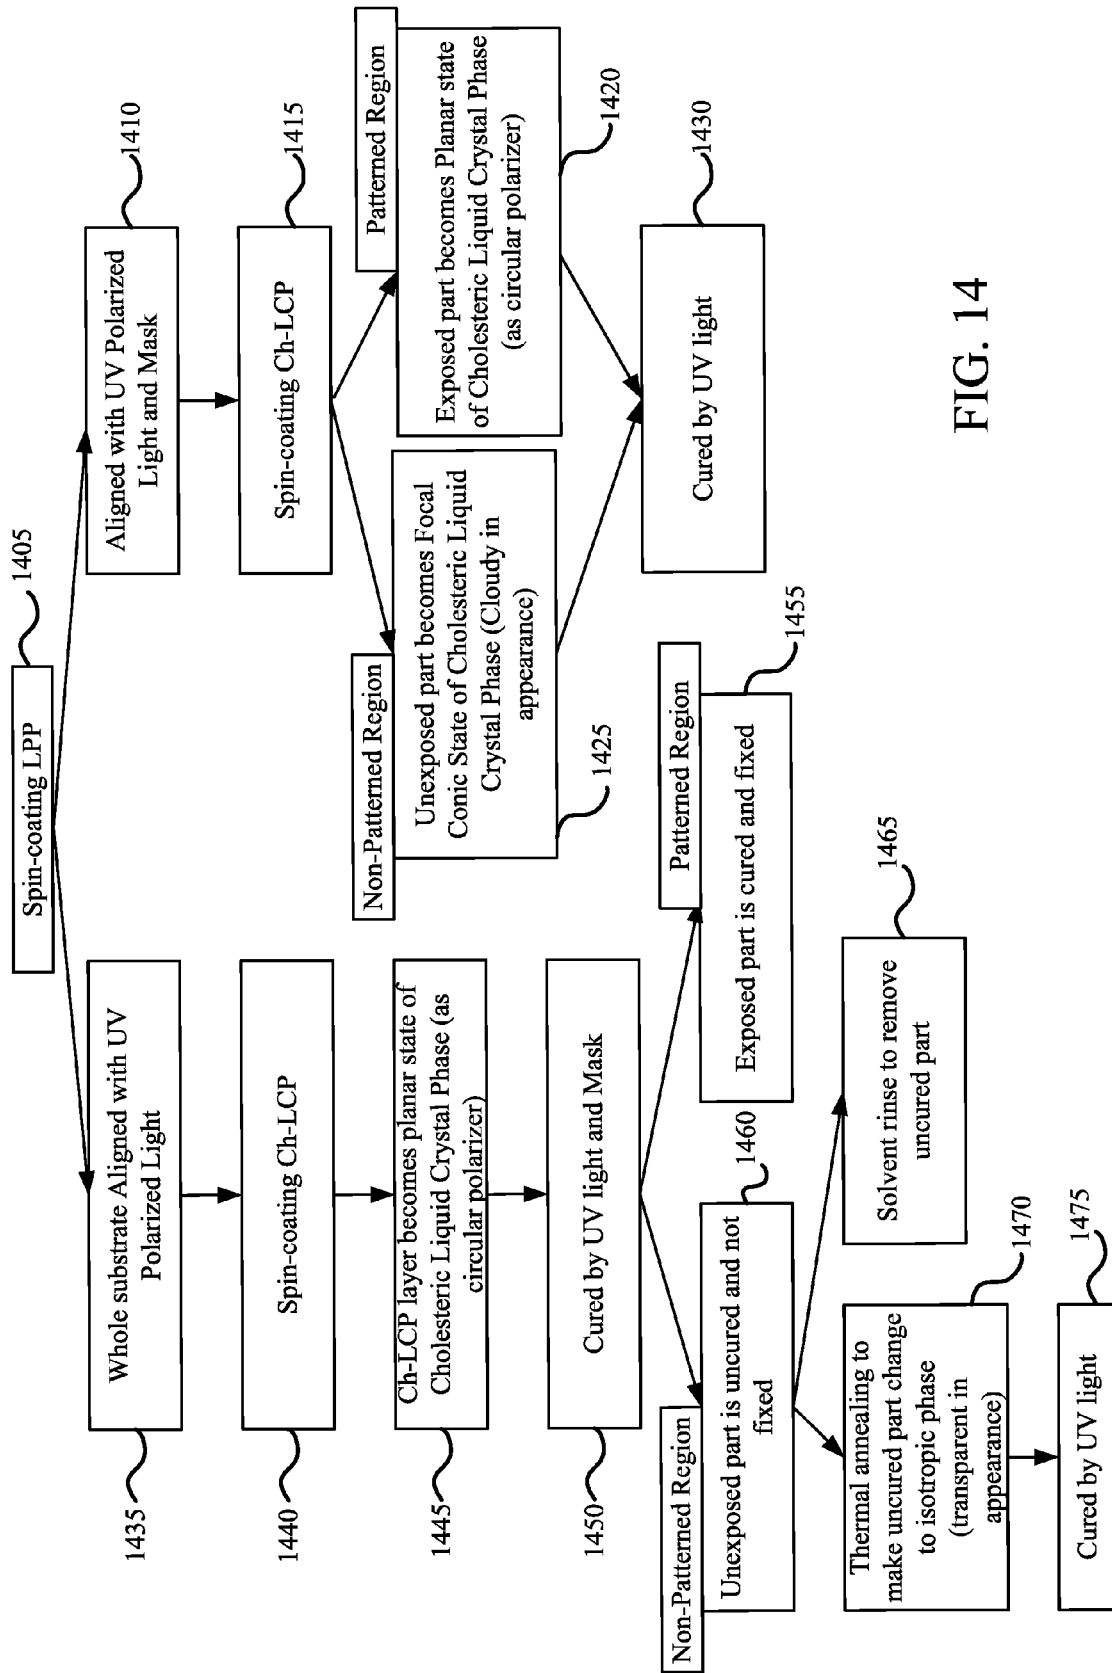 Spin-coating LPP
1405
Whole substrate Aligned with UV
Polarized Light
1435
Spin-coating Ch-LCP
1440
Ch-LCP layer becomes planar state of
Cholesteric Liquid Crystal Phase (as
circular polarizer)
1445
Cured by UV light and Mask
1450
Non-Patterned Region
Unexposed part is uncured and not
fixed
1460
Patterned Region
Exposed part is cured and fixed
1455
Thermal annealing to
make uncured part change
to isotropic phase
(transparent in
appearance)
1470
Solvent rinse to remove
uncured part
1465
Cured by UV light
1475
Aligned with UV Polarized
Light and Mask
1410
Spin-coating Ch-LCP
1415
Non-Patterned Region
Unexposed part becomes Focal
Conic State of Cholesteric Liquid
Crystal Phase (Cloudy in
appearance)
1425
Patterned Region
Exposed part becomes Planar state
of Cholesteric Liquid Crystal Phase
(as circular polarizer)
1420
Cured by UV light
1430
FIG. 14